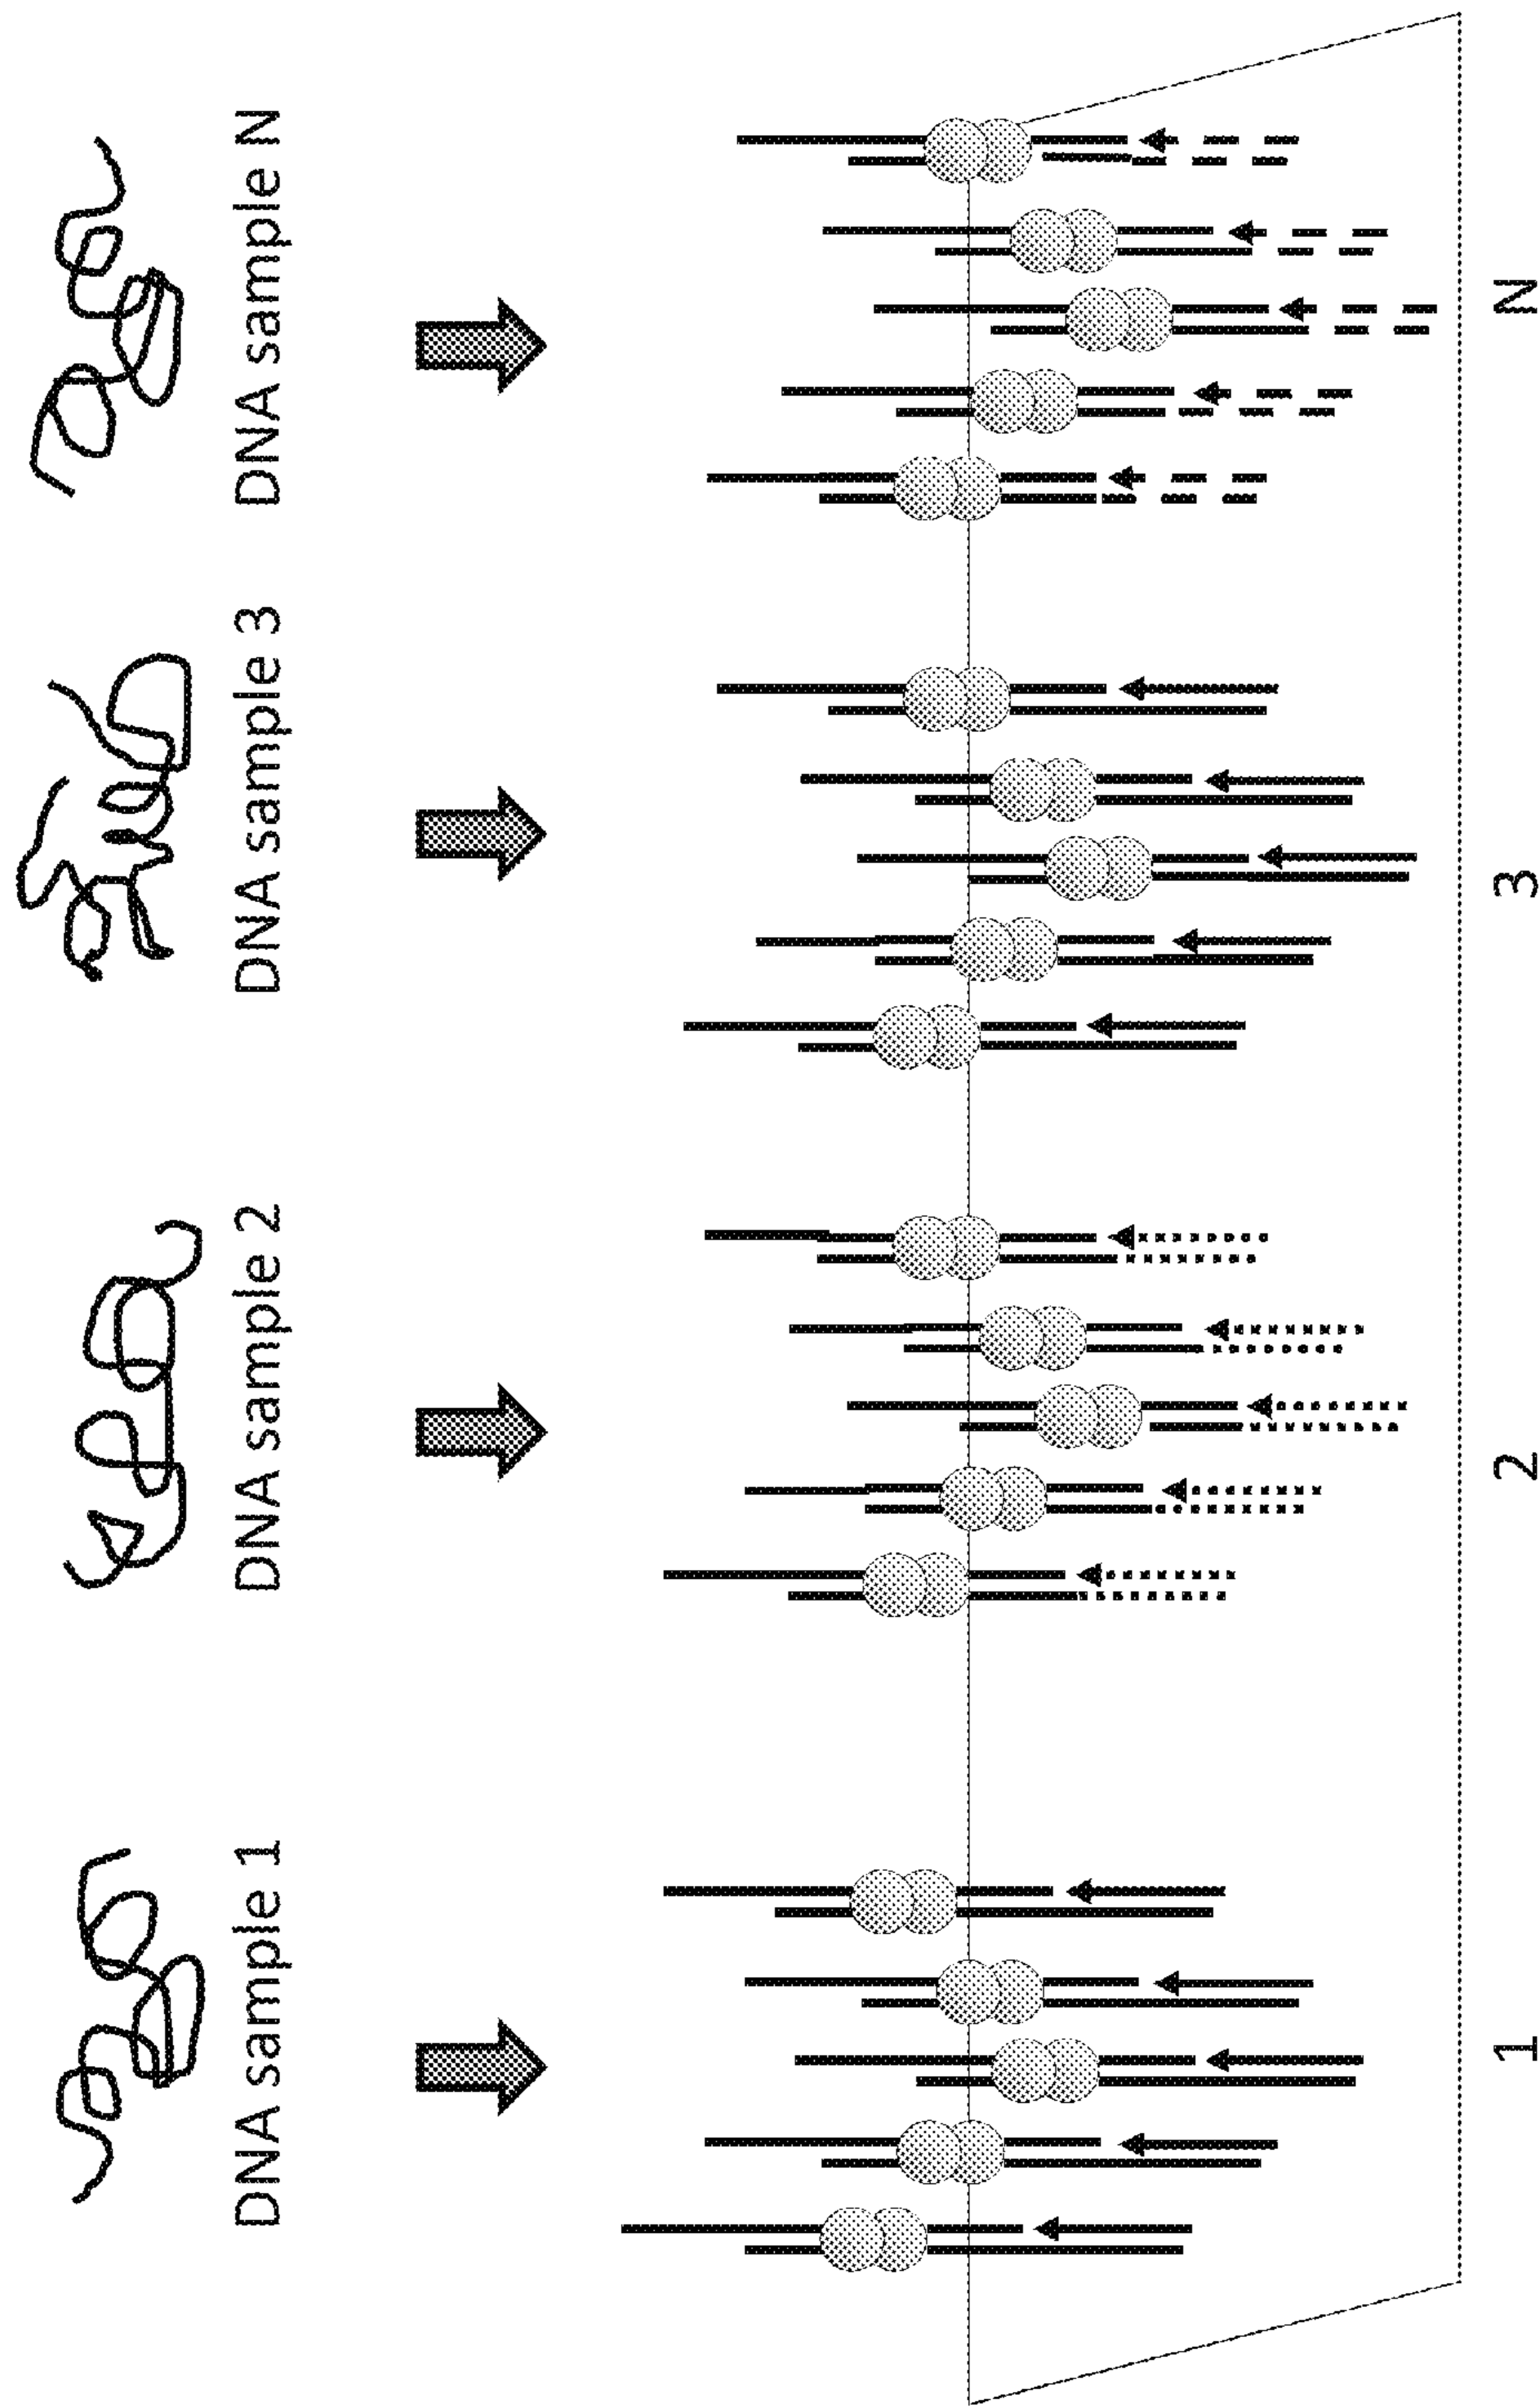 DNA sample 1
DNA sample 2
DNA sample 3
DNA sample N
1
2
3
N